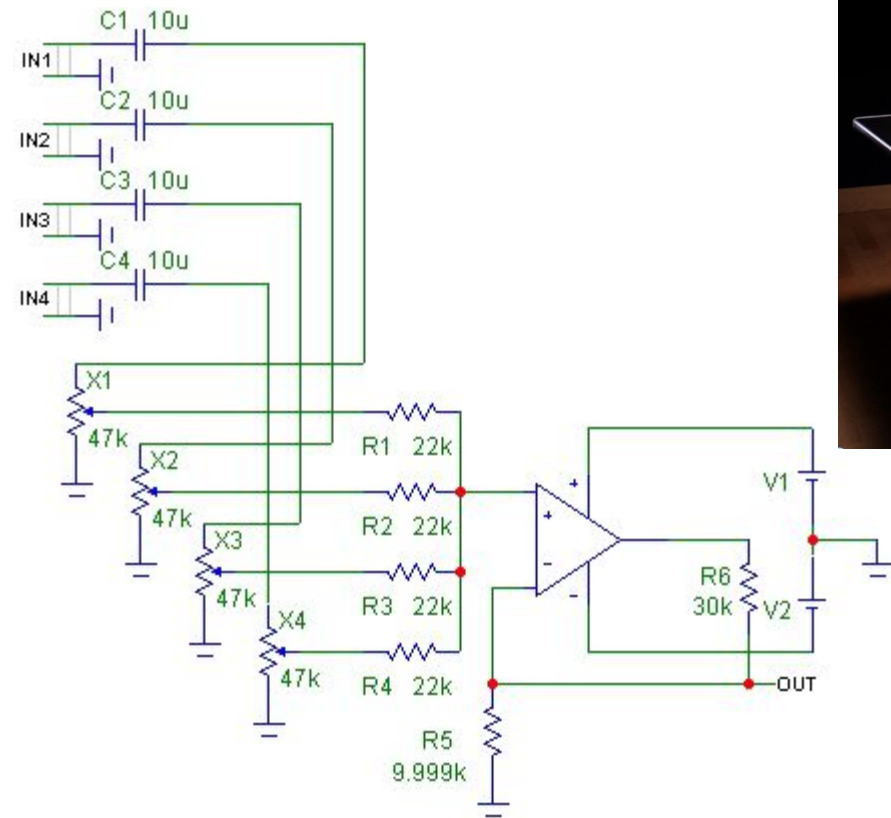 C1 10u
IN1
C2 10u
IN2
C3 10u
IN3
C4 10u
IN4
X1
47k
R1 22k
X2
47k
R2 22k
X3
47k
R3 22k
X4
47k
R4 22k
+
+
-
-
V1
R6
30k
V2
OUT
R5
9.999k